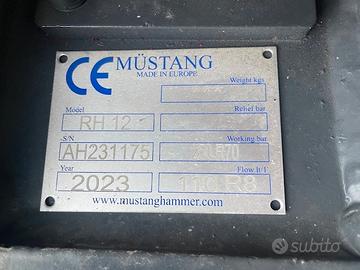 CE MÜSTANG
MADE IN EUROPE
Weight kgs
Model
Relief bar
RH 12
S/N
Working bar
AH231175
Year
Flow lt/T
2023
www.mustanghammer.com
subito